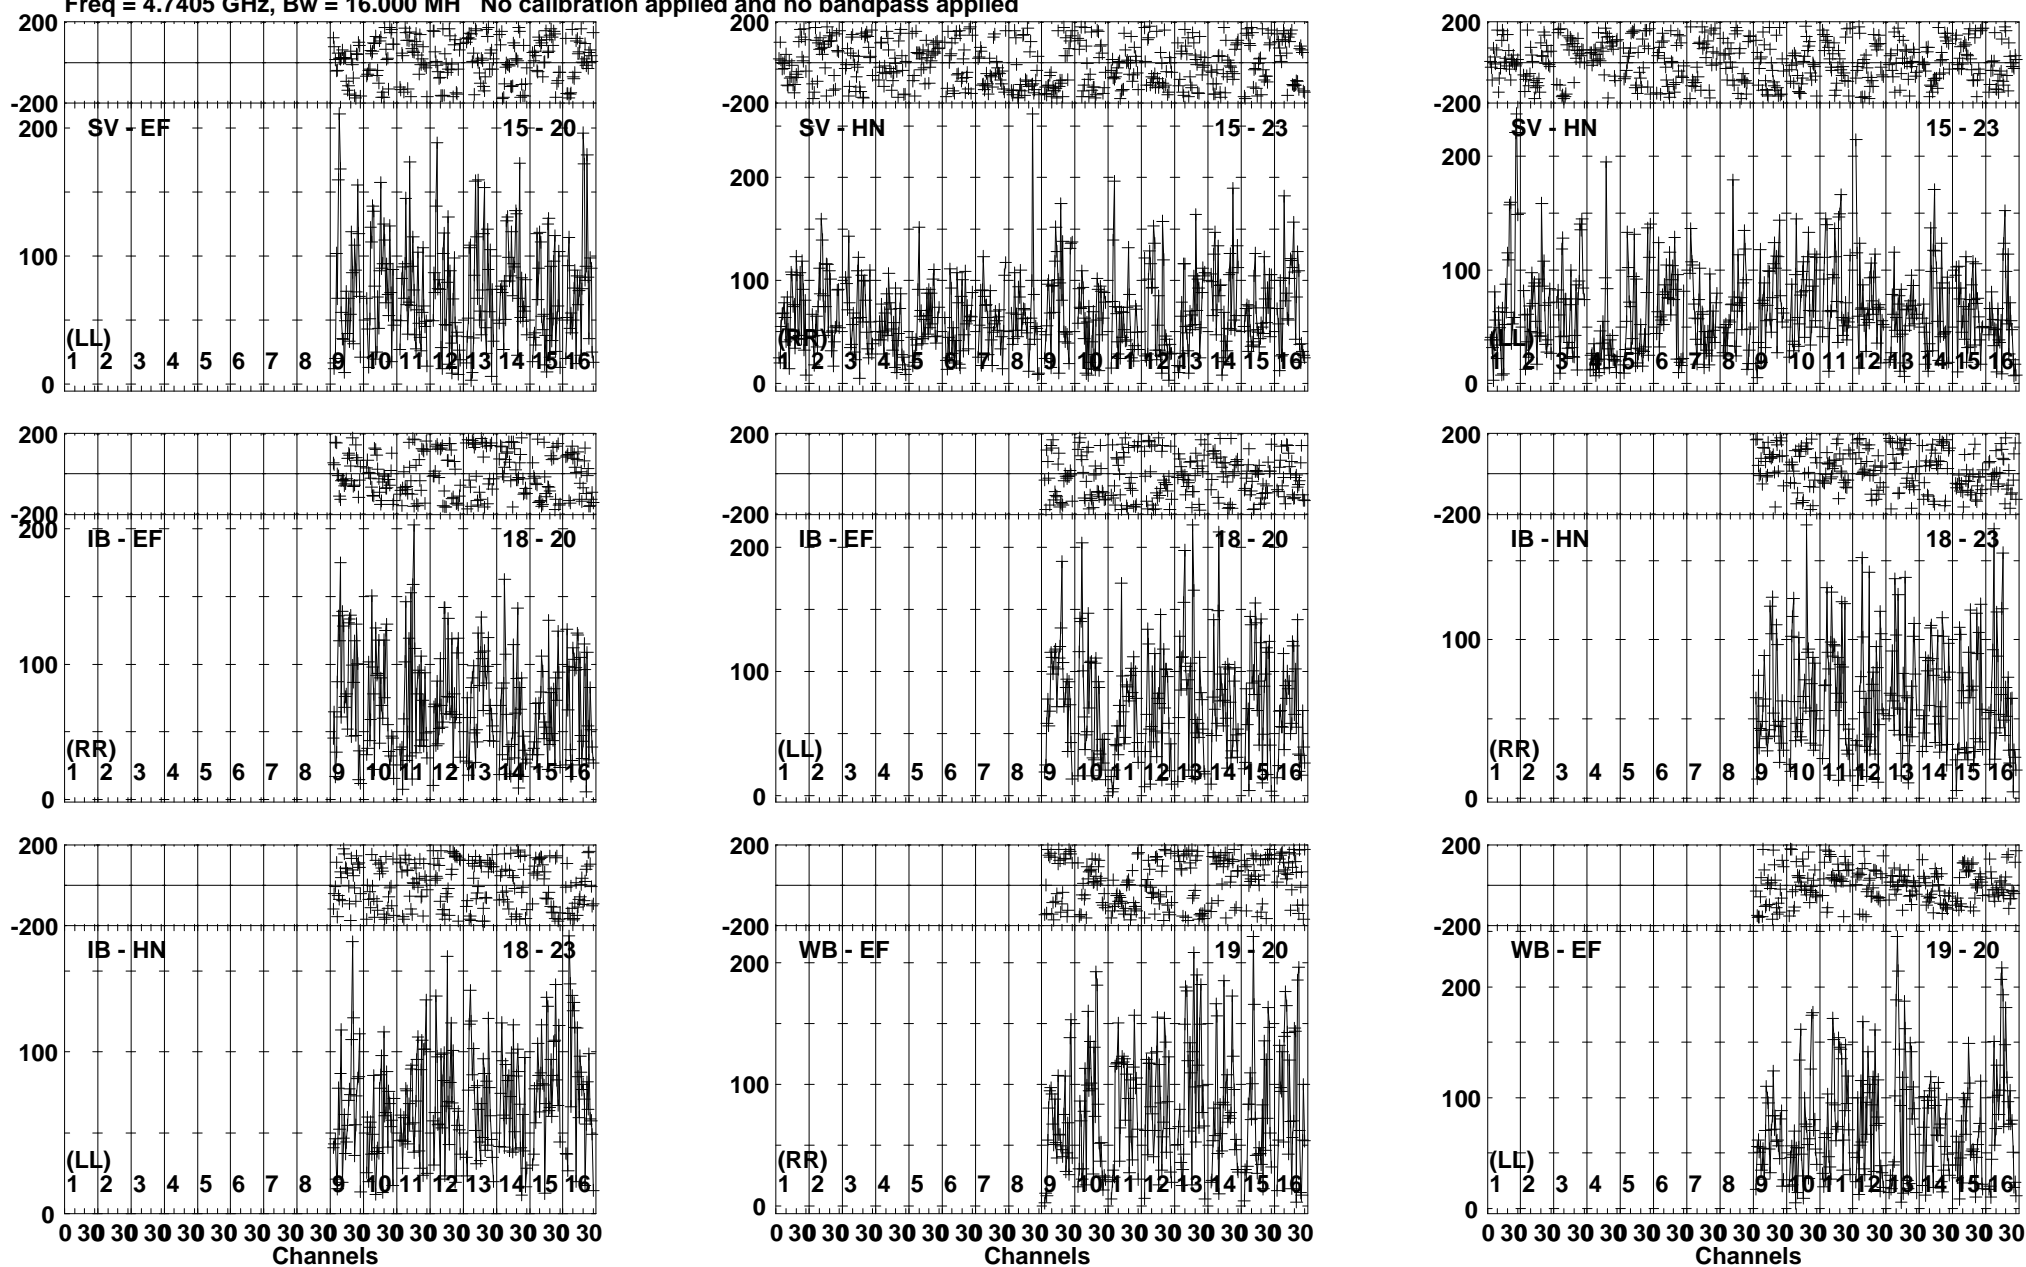 Freq = 4.7405 GHz, Bw = 16.000 MH No calibration applied and no bandpass applied
200 200 200
-200 -200 -200
SV - EF 15 - 20 SV - HN 15 - 23 SV - HN 15 - 23
200 200 200
100 100 100
(LL) (RR) (LL)
1 2 3 4 5 6 7 8 9 10 11 12 13 14 15 16 1 2 3 4 5 6 7 8 9 10 11 12 13 14 15 16 1 2 3 4 5 6 7 8 9 10 11 12 13 14 15 16
0 0 0
200 200 200
-200 -200 -200
IB - EF 18 - 20 IB - EF 18 - 20 IB - HN 18 - 23
200 200
100 100 100
(RR) (LL) (RR)
1 2 3 4 5 6 7 8 9 10 11 12 13 14 15 16 1 2 3 4 5 6 7 8 9 10 11 12 13 14 15 16 1 2 3 4 5 6 7 8 9 10 11 12 13 14 15 16
0 0 0
200 200 200
-200 -200 -200
IB - HN 18 - 23 WB - EF 19 - 20 WB - EF 19 - 20
200 200
100 100 100
(LL) (RR) (LL)
1 2 3 4 5 6 7 8 9 10 11 12 13 14 15 16 1 2 3 4 5 6 7 8 9 10 11 12 13 14 15 16 1 2 3 4 5 6 7 8 9 10 11 12 13 14 15 16
0 0 0
0 30 0 30 0 30 0 30 0 30 0 30 0 30 0 30 0 30 0 30 0 30 0 30 0 30 0 30 0 30 0 30 0 30 0 30 0 30 0 30 0 30 0 30 0 30 0 30 0 30 0 30 0 30 0 30 0 30 0 30 0 30 0 30 0 30 0 30 0 30 0 30 0 30 0 30 0 30 0 30 0 30 0 30 0 30 0 30 0 30 0 30 0 30 0 30
Channels Channels Channels